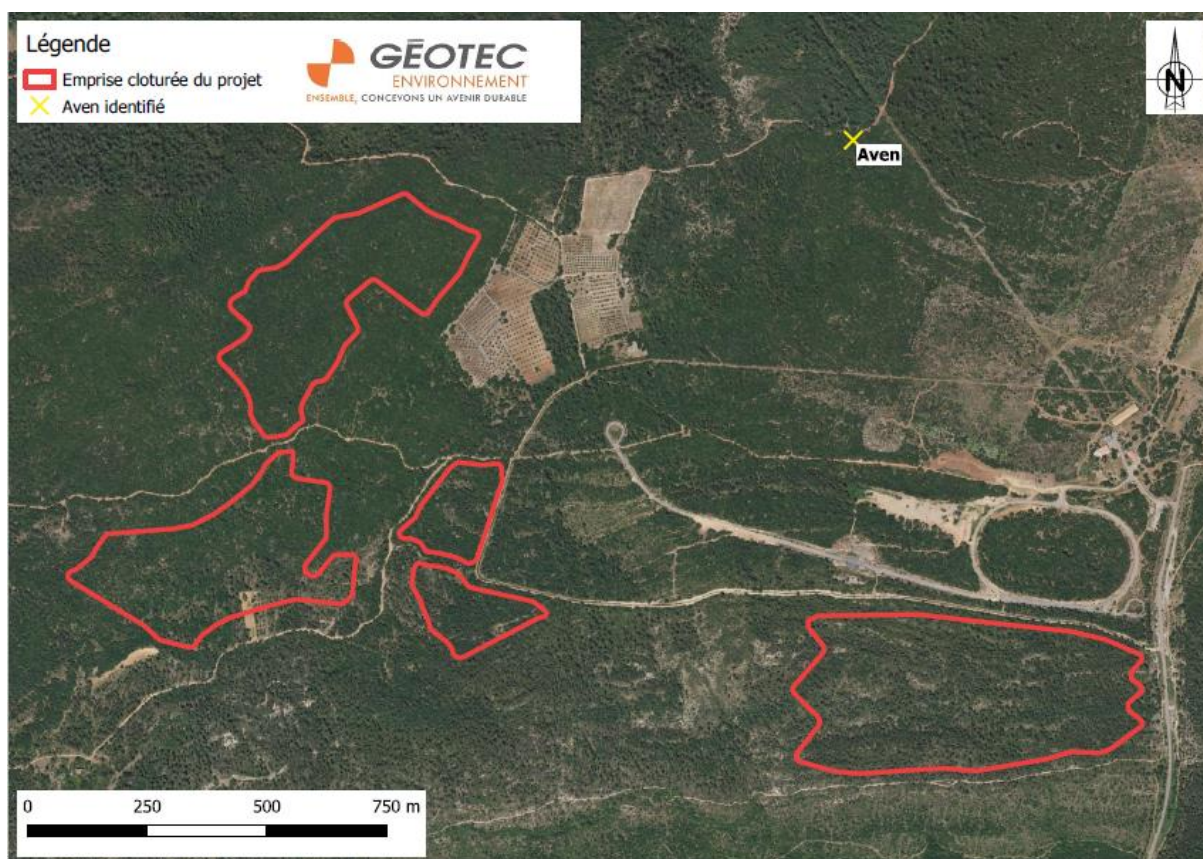 Légende
Emprise cloturée du projet
Aven identifié
GÉOTEC
ENVIRONNEMENT
ENSEMBLE, CONCEVONS UN AVENIR DURABLE
N
Aven
0 250 500 750 m